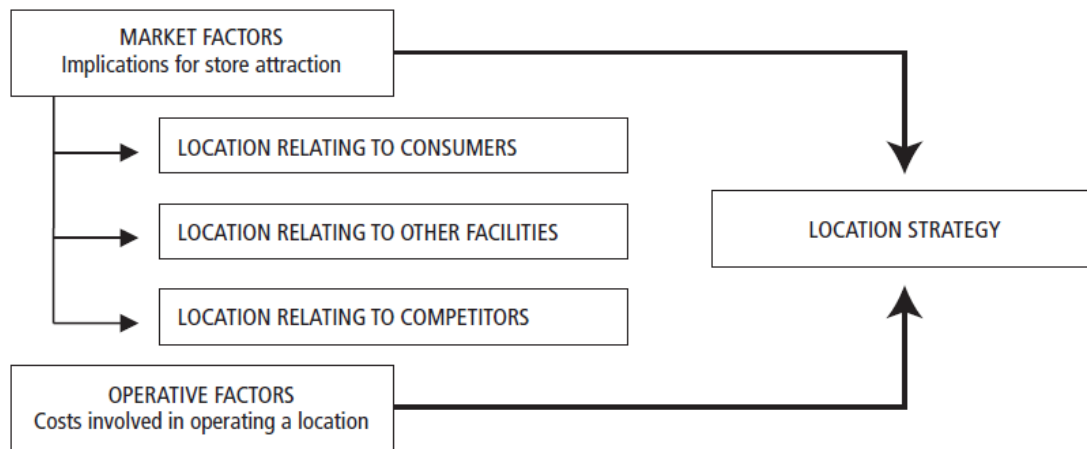 MARKET FACTORS
Implications for store attraction
LOCATION RELATING TO CONSUMERS
LOCATION RELATING TO OTHER FACILITIES
LOCATION STRATEGY
LOCATION RELATING TO COMPETITORS
OPERATIVE FACTORS
Costs involved in operating a location